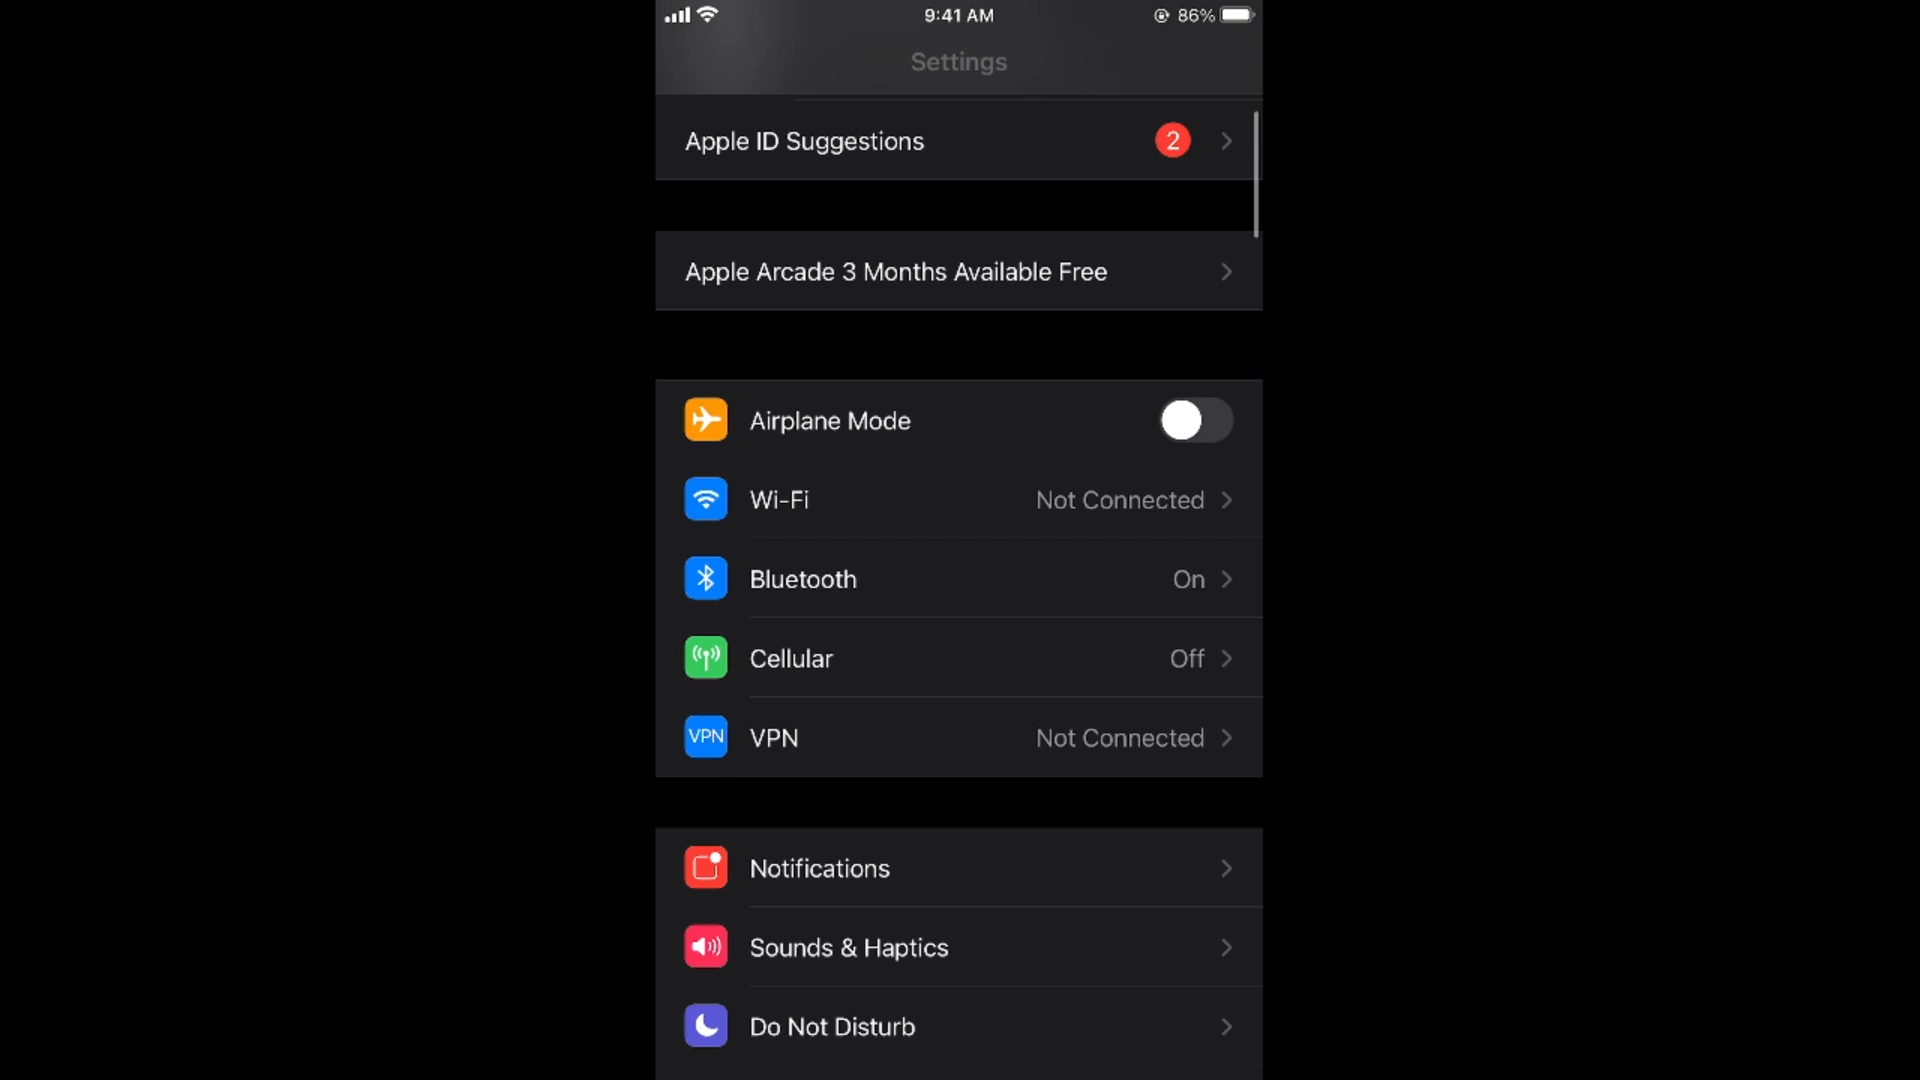 9:41 AM
86%
Settings
Apple ID Suggestions 2
Apple Arcade 3 Months Available Free
Airplane Mode
Wi-Fi Not Connected
Bluetooth On
Cellular Off
VPN VPN Not Connected
Notifications
Sounds & Haptics
Do Not Disturb